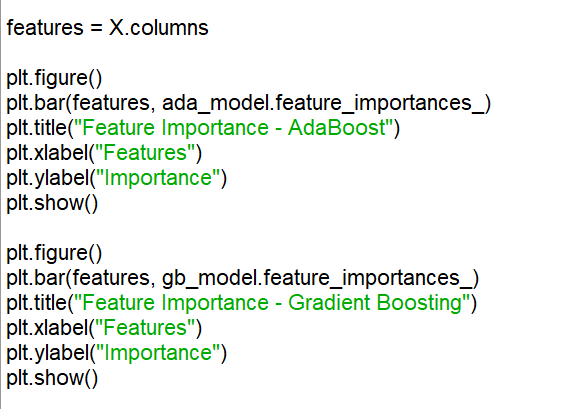 features = X.columns
plt.figure()
plt.bar(features, ada_model.feature_importances_)
plt.title("Feature Importance - AdaBoost")
plt.xlabel("Features")
plt.ylabel("Importance")
plt.show()
plt.figure()
plt.bar(features, gb_model.feature_importances_)
plt.title("Feature Importance - Gradient Boosting")
plt.xlabel("Features")
plt.ylabel("Importance")
plt.show()